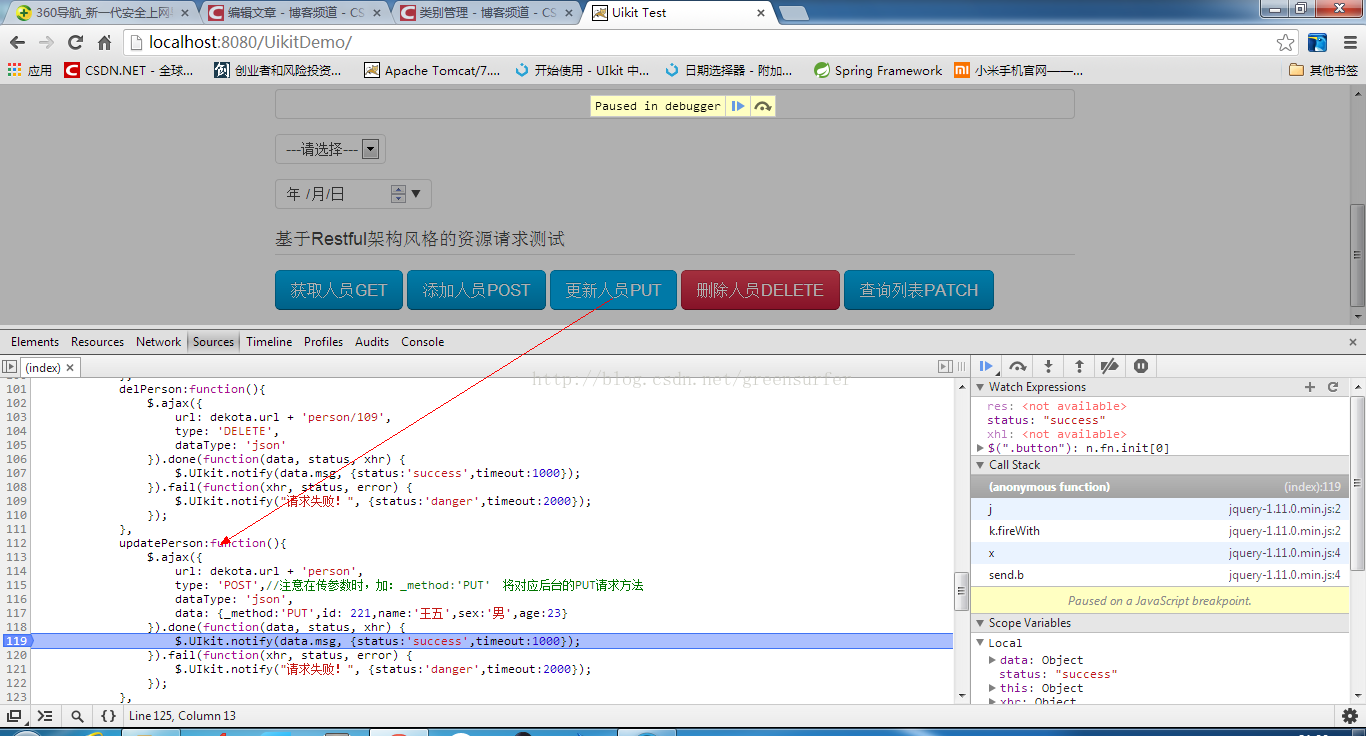 360导航_新一代安全上网
编辑文章 - 博客频道 - CS
类别管理 - 博客频道 - CS
Uikit Test
localhost:8080/UikitDemo/
应用
CSDN.NET - 全球...
创业者和风险投资...
Apache Tomcat/7....
开始使用 - UIkit 中...
日期选择器 - 附加...
Spring Framework
小米手机官网——...
其他书签
Paused in debugger
---请选择---
年 /月/日
基于Restful架构风格的资源请求测试
获取人员GET
添加人员POST
更新人员PUT
删除人员DELETE
查询列表PATCH
Elements Resources Network Sources Timeline Profiles Audits Console
(index)
http://blog.csdn.net/greensurfer
101 delPerson:function(){
102 $.ajax({
103 url: dekota.url + 'person/109',
104 type: 'DELETE',
105 dataType: 'json'
106 }).done(function(data, status, xhr) {
107 $.UIkit.notify(data.msg, {status:'success',timeout:1000});
108 }).fail(function(xhr, status, error) {
109 $.UIkit.notify("请求失败！", {status:'danger',timeout:2000});
110 });
111 },
112 updatePerson:function(){
113 $.ajax({
114 url: dekota.url + 'person',
115 type: 'POST',//注意在传参数时，加：_method:'PUT' 将对应后台的PUT请求方法
116 dataType: 'json',
117 data: {_method:'PUT',id: 221,name:'王五',sex:'男',age:23}
118 }).done(function(data, status, xhr) {
119 $.UIkit.notify(data.msg, {status:'success',timeout:1000});
120 }).fail(function(xhr, status, error) {
121 $.UIkit.notify("请求失败！", {status:'danger',timeout:2000});
122 });
123 },
Line 125, Column 13
Watch Expressions
res: <not available>
status: "success"
xhl: <not available>
$(".button"): n.fn.init[0]
Call Stack
(anonymous function) (index):119
j jquery-1.11.0.min.js:2
k.fireWith jquery-1.11.0.min.js:2
x jquery-1.11.0.min.js:4
send.b jquery-1.11.0.min.js:4
Paused on a JavaScript breakpoint.
Scope Variables
Local
data: Object
status: "success"
this: Object
xhr: Object